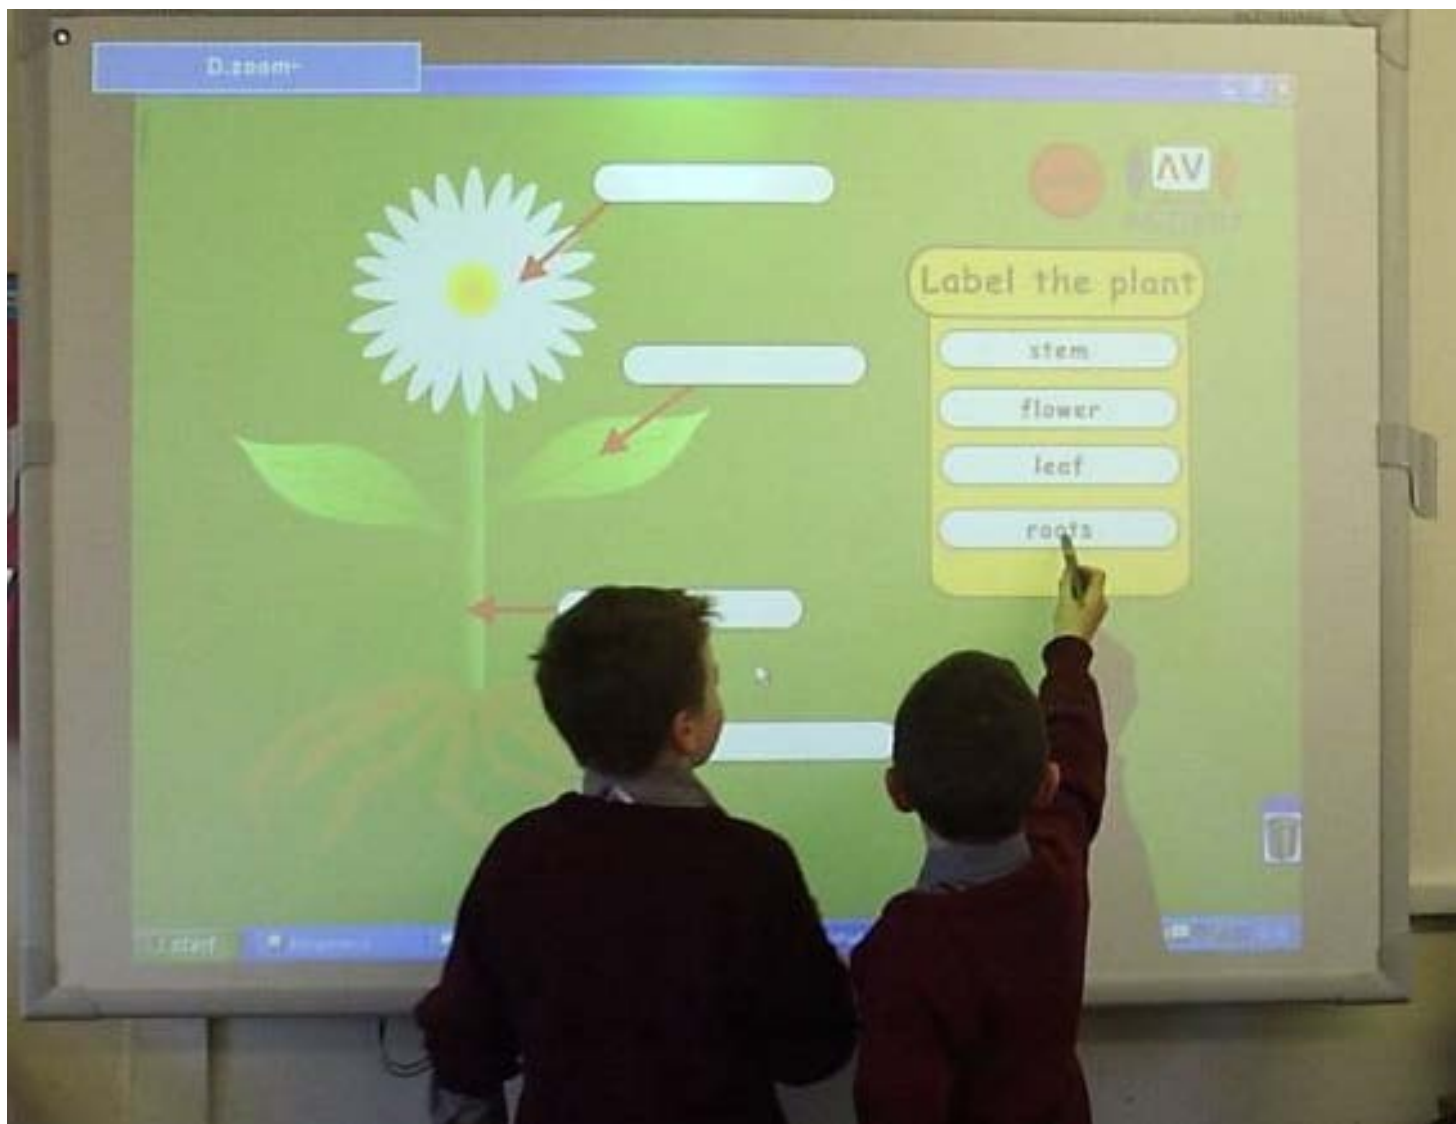 D.zoom-
AV
Label the plant
stem
flower
leaf
roots
start